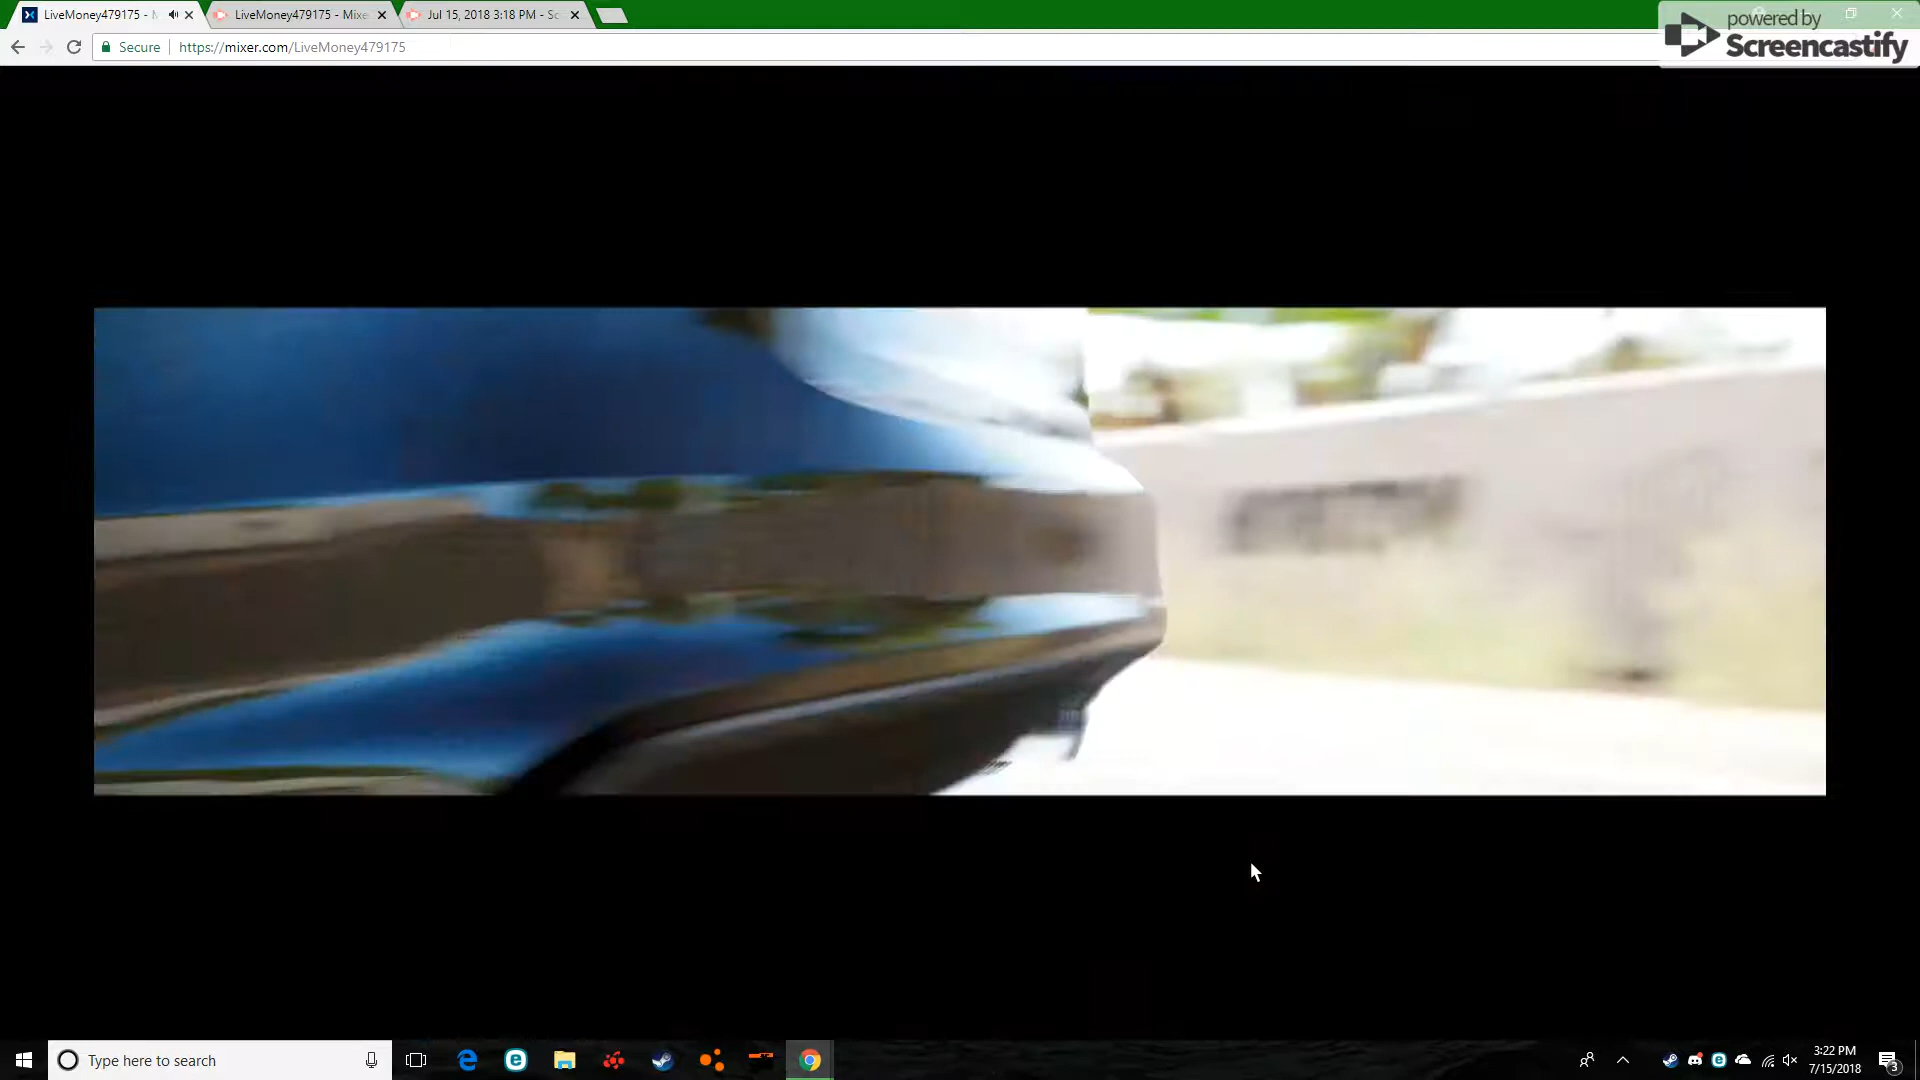 LiveMoney479175 - M
LiveMoney479175 - Mixe
Jul 15, 2018 3:18 PM - Sc
Secure
https://mixer.com/LiveMoney479175
powered by
Screencastify
Type here to search
3:22 PM
7/15/2018
3